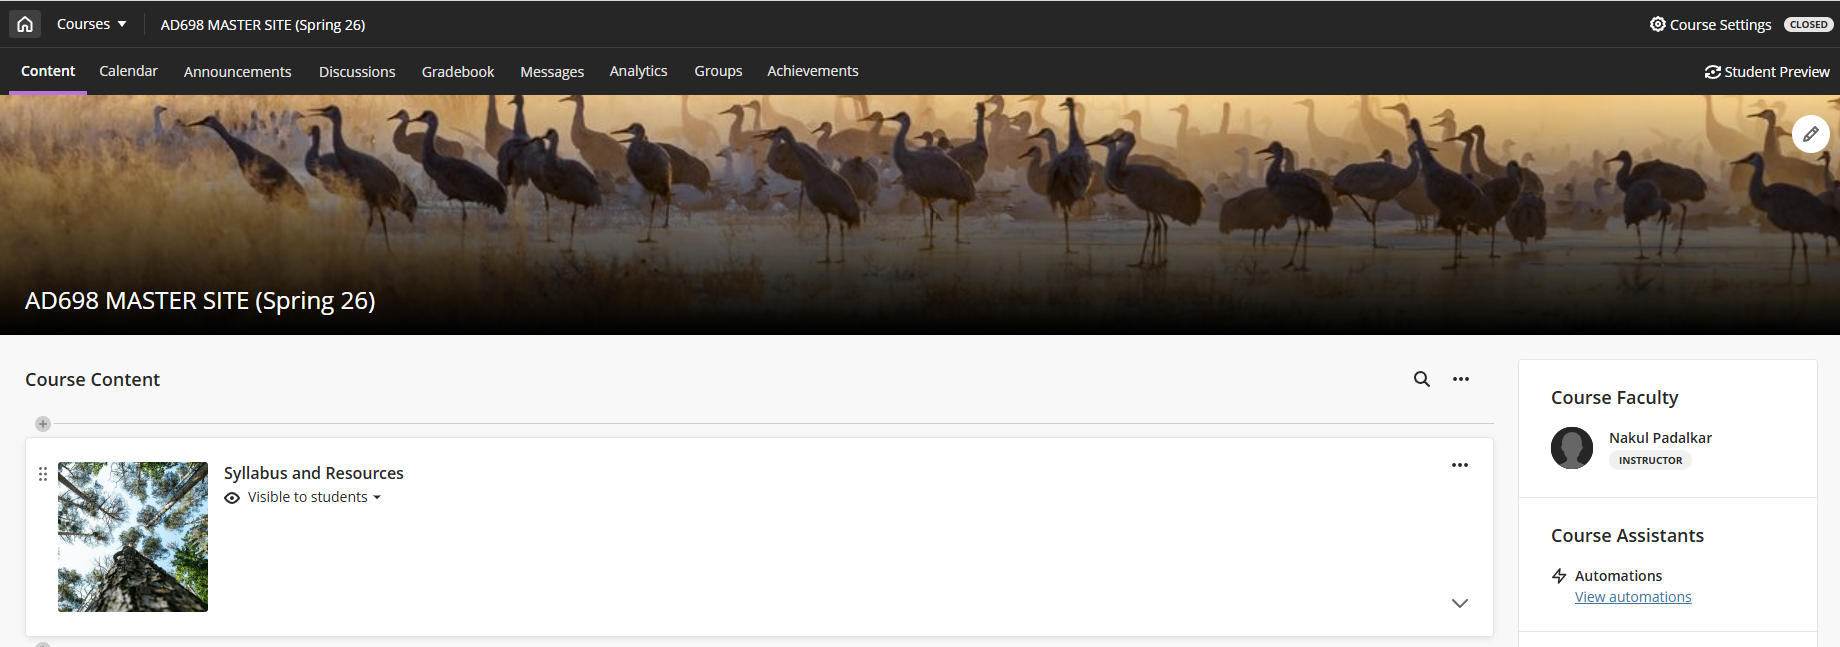 Courses
AD698 MASTER SITE (Spring 26)
Course Settings
CLOSED
Content
Calendar
Announcements
Discussions
Gradebook
Messages
Analytics
Groups
Achievements
Student Preview
AD698 MASTER SITE (Spring 26)
Course Content
Syllabus and Resources
Visible to students
Course Faculty
Nakul Padalkar
INSTRUCTOR
Course Assistants
Automations
View automations